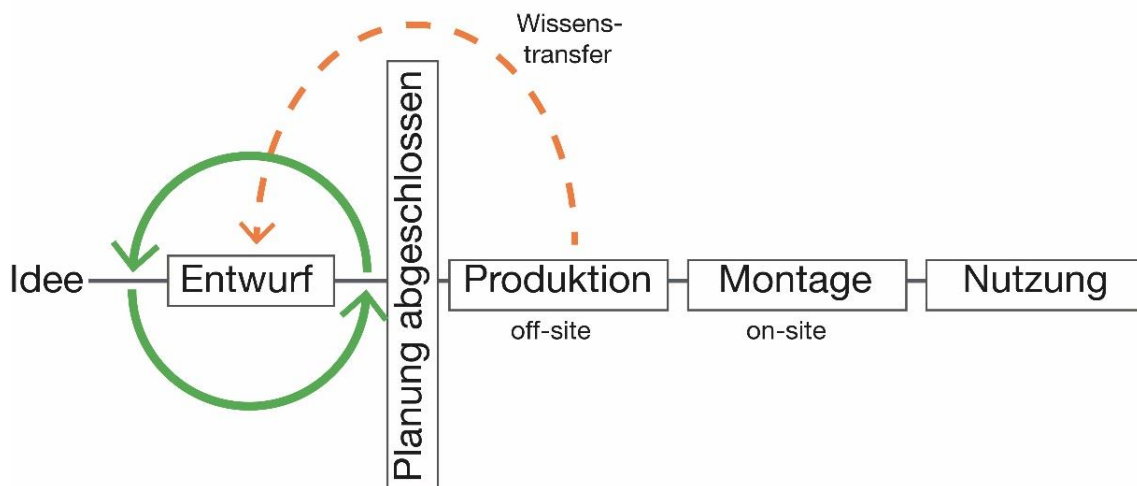 Wissens-
transfer
Idee
Entwurf
Planung abgeschlossen
Produktion
Montage
Nutzung
off-site
on-site